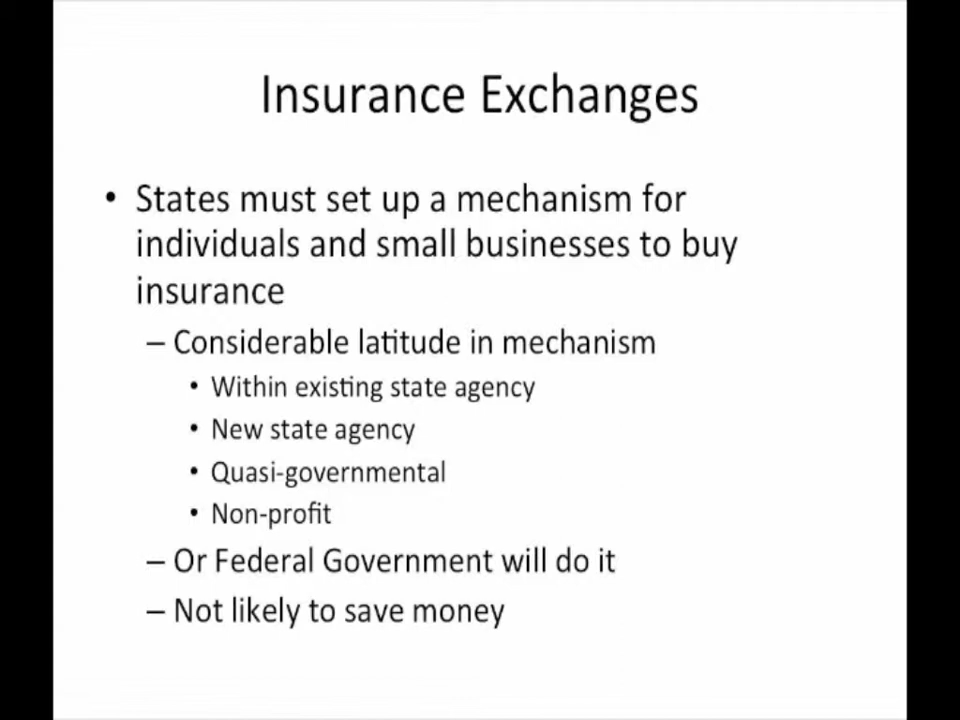 Insurance Exchanges
• States must set up a mechanism for
individuals and small businesses to buy
insurance
– Considerable latitude in mechanism
• Within existing state agency
• New state agency
• Quasi-governmental
• Non-profit
– Or Federal Government will do it
– Not likely to save money